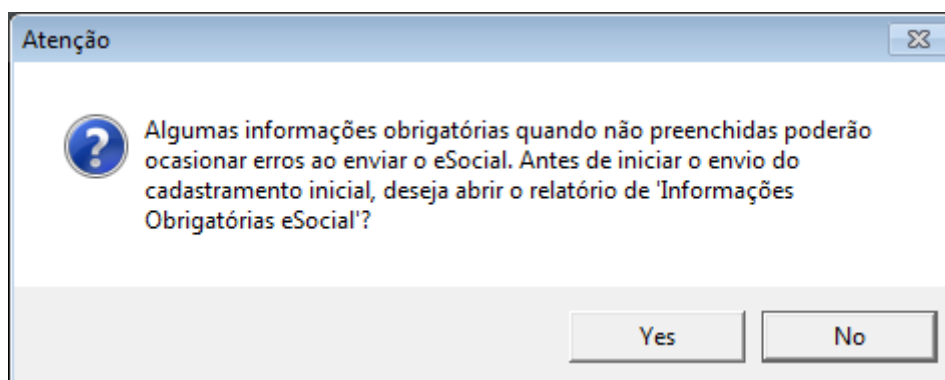 Atenção
Algumas informações obrigatórias quando não preenchidas poderão
ocasionar erros ao enviar o eSocial. Antes de iniciar o envio do
cadastramento inicial, deseja abrir o relatório de 'Informações
Obrigatórias eSocial'?
Yes
No